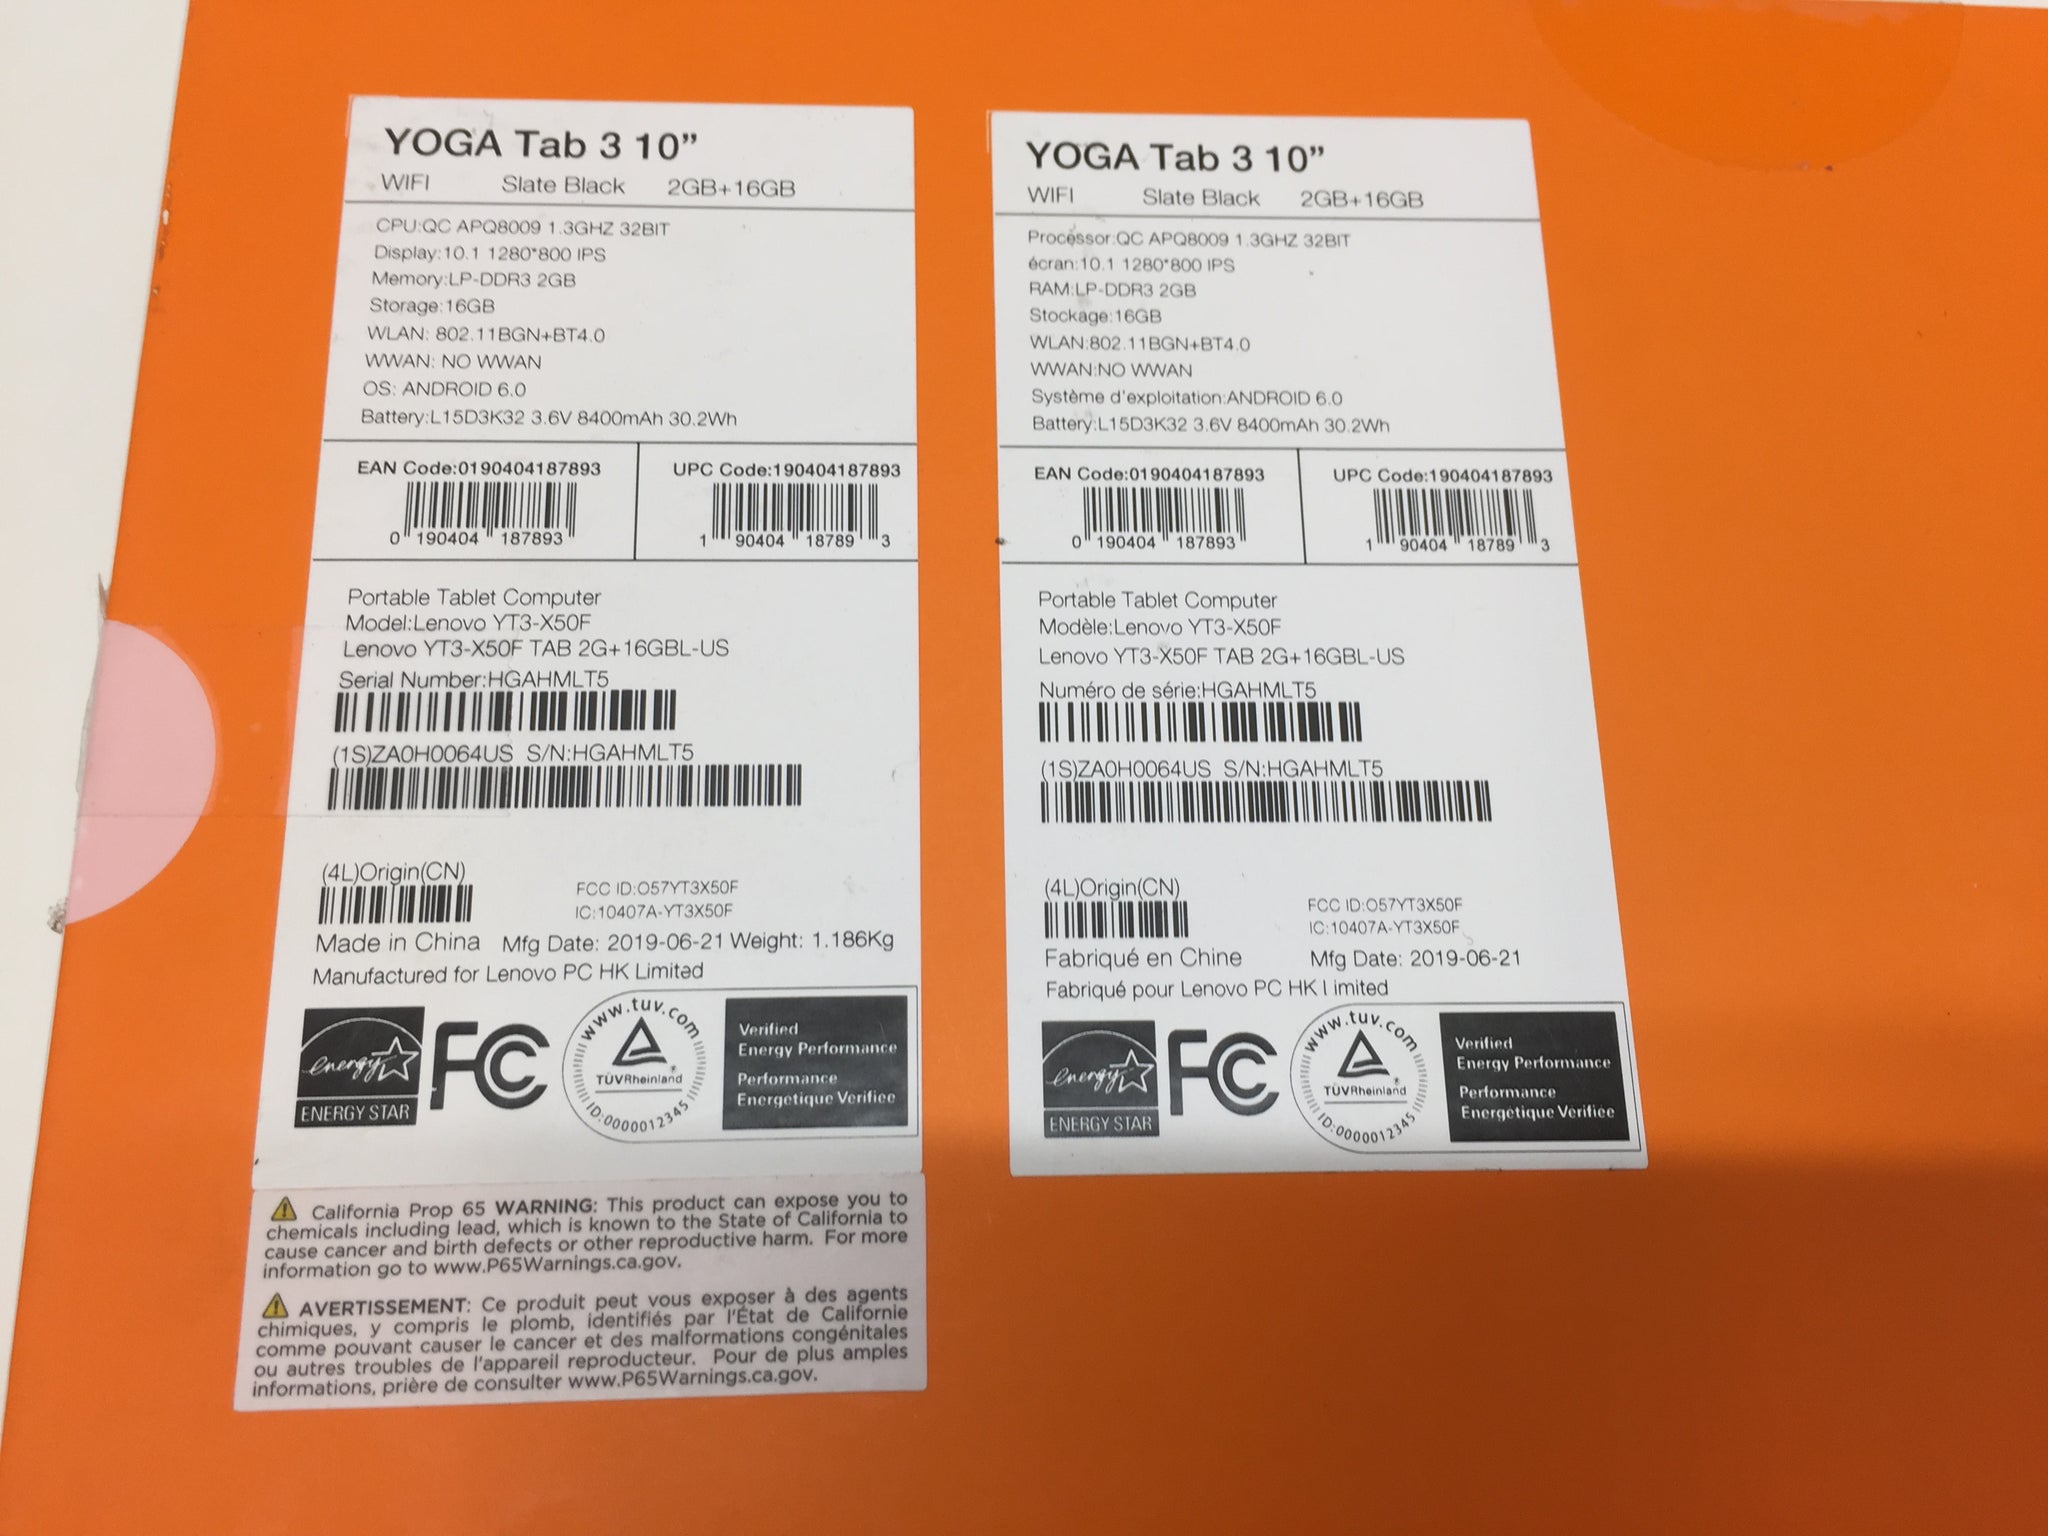 YOGA Tab 3 10”
WIFI Slate Black 2GB+16GB
CPU:QC APQ8009 1.3GHZ 32BIT
Display:10.1 1280*800 IPS
Memory:LP-DDR3 2GB
Storage:16GB
WLAN: 802.11BGN+BT4.0
WWAN: NO WWAN
OS: ANDROID 6.0
Battery:L15D3K32 3.6V 8400mAh 30.2Wh
EAN Code:0190404187893 UPC Code:190404187893
0 190404 187893 1 90404 18789 3
Portable Tablet Computer
Model:Lenovo YT3-X50F
Lenovo YT3-X50F TAB 2G+16GBL-US
Serial Number:HGAHMLT5
(1S)ZA0H0064US S/N:HGAHMLT5
(4L)Origin(CN)
FCC ID:O57YT3X50F
IC:10407A-YT3X50F
Made in China Mfg Date: 2019-06-21 Weight: 1.186Kg
Manufactured for Lenovo PC HK Limited
energy
ENERGY STAR
FC
www.tuv.com
TÜVRheinland®
ID:0000012345
Verified
Energy Performance
Performance
Energétique Vérifiée
California Prop 65 WARNING: This product can expose you to
chemicals including lead, which is known to the State of California to
cause cancer and birth defects or other reproductive harm. For more
information go to www.P65Warnings.ca.gov.
AVERTISSEMENT: Ce produit peut vous exposer à des agents
chimiques, y compris le plomb, identifiés par l'État de Californie
comme pouvant causer le cancer et des malformations congénitales
ou autres troubles de l'appareil reproducteur. Pour de plus amples
informations, prière de consulter www.P65Warnings.ca.gov.
YOGA Tab 3 10”
WIFI Slate Black 2GB+16GB
Processor:QC APQ8009 1.3GHZ 32BIT
écran:10.1 1280*800 IPS
RAM:LP-DDR3 2GB
Stockage:16GB
WLAN:802.11BGN+BT4.0
WWAN:NO WWAN
Système d'exploitation:ANDROID 6.0
Battery:L15D3K32 3.6V 8400mAh 30.2Wh
EAN Code:0190404187893 UPC Code:190404187893
0 190404 187893 1 90404 18789 3
Portable Tablet Computer
Modèle:Lenovo YT3-X50F
Lenovo YT3-X50F TAB 2G+16GBL-US
Numéro de série:HGAHMLT5
(1S)ZA0H0064US S/N:HGAHMLT5
(4L)Origin(CN)
FCC ID:O57YT3X50F
IC:10407A-YT3X50F
Fabriqué en Chine Mfg Date: 2019-06-21
Fabriqué pour Lenovo PC HK Limited
energy
ENERGY STAR
FC
www.tuv.com
TÜVRheinland®
ID:0000012345
Verified
Energy Performance
Performance
Energétique Vérifiée